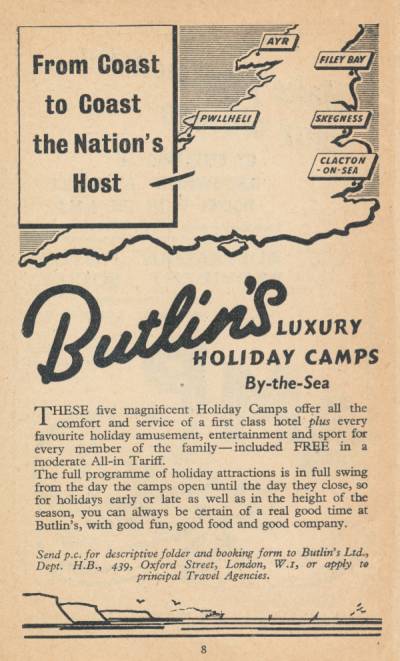 From Coast
to Coast
the Nation's
Host
AYR
FILEY BAY
PWLLHELI
SKEGNESS
CLACTON
-ON-SEA
Butlin's
LUXURY
HOLIDAY CAMPS
By-the-Sea
THESE five magnificent Holiday Camps offer all the
comfort and service of a first class hotel plus every
favourite holiday amusement, entertainment and sport for
every member of the family—included FREE in a
moderate All-in Tariff.
The full programme of holiday attractions is in full swing
from the day the camps open until the day they close, so
for holidays early or late as well as in the height of the
season, you can always be certain of a real good time at
Butlin's, with good fun, good food and good company.
Send p.c. for descriptive folder and booking form to Butlin's Ltd.,
Dept. H.B., 439, Oxford Street, London, W.1, or apply to
principal Travel Agencies.
8